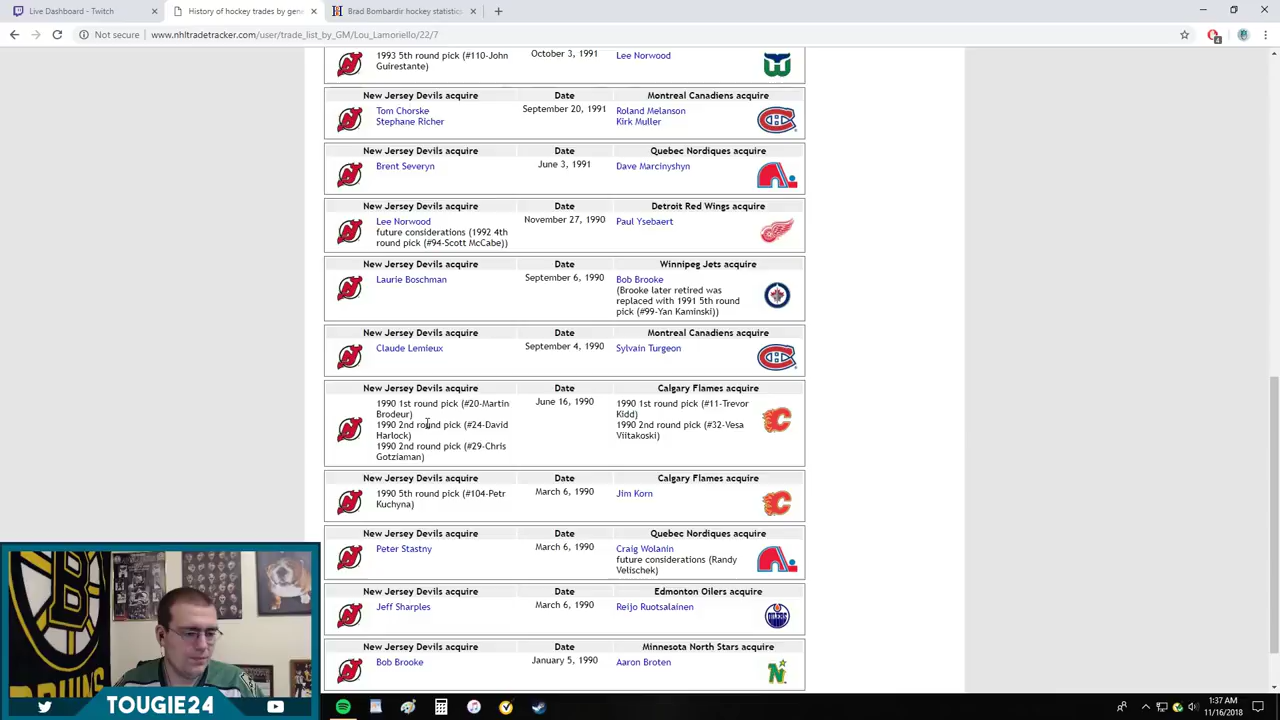 Live Dashboard - Twitch
History of hockey trades by gene
Brad Bombardir hockey statistics
Not secure
www.nhltradetracker.com/user/trade_list_by_GM/Lou_Lamoriello/22/7
1993 5th round pick (#110-John
Guirestante)
October 3, 1991
Lee Norwood
New Jersey Devils acquire
Date
Montreal Canadiens acquire
Tom Chorske
Stephane Richer
September 20, 1991
Roland Melanson
Kirk Muller
New Jersey Devils acquire
Date
Quebec Nordiques acquire
Brent Severyn
June 3, 1991
Dave Marcinyshyn
New Jersey Devils acquire
Date
Detroit Red Wings acquire
Lee Norwood
future considerations (1992 4th
round pick (#94-Scott McCabe))
November 27, 1990
Paul Ysebaert
New Jersey Devils acquire
Date
Winnipeg Jets acquire
Laurie Boschman
September 6, 1990
Bob Brooke
(Brooke later retired was
replaced with 1991 5th round
pick (#99-Yan Kaminski))
New Jersey Devils acquire
Date
Montreal Canadiens acquire
Claude Lemieux
September 4, 1990
Sylvain Turgeon
New Jersey Devils acquire
Date
Calgary Flames acquire
1990 1st round pick (#20-Martin
Brodeur)
1990 2nd round pick (#24-David
Harlock)
1990 2nd round pick (#29-Chris
Gotziaman)
June 16, 1990
1990 1st round pick (#11-Trevor
Kidd)
1990 2nd round pick (#32-Vesa
Viitakoski)
New Jersey Devils acquire
Date
Calgary Flames acquire
1990 5th round pick (#104-Petr
Kuchyna)
March 6, 1990
Jim Korn
New Jersey Devils acquire
Date
Quebec Nordiques acquire
Peter Stastny
March 6, 1990
Craig Wolanin
future considerations (Randy
Velischek)
New Jersey Devils acquire
Date
Edmonton Oilers acquire
Jeff Sharples
March 6, 1990
Reijo Ruotsalainen
New Jersey Devils acquire
Date
Minnesota North Stars acquire
Bob Brooke
January 5, 1990
Aaron Broten
BRUINS
TOUGIE24
1:37 AM
11/16/2018